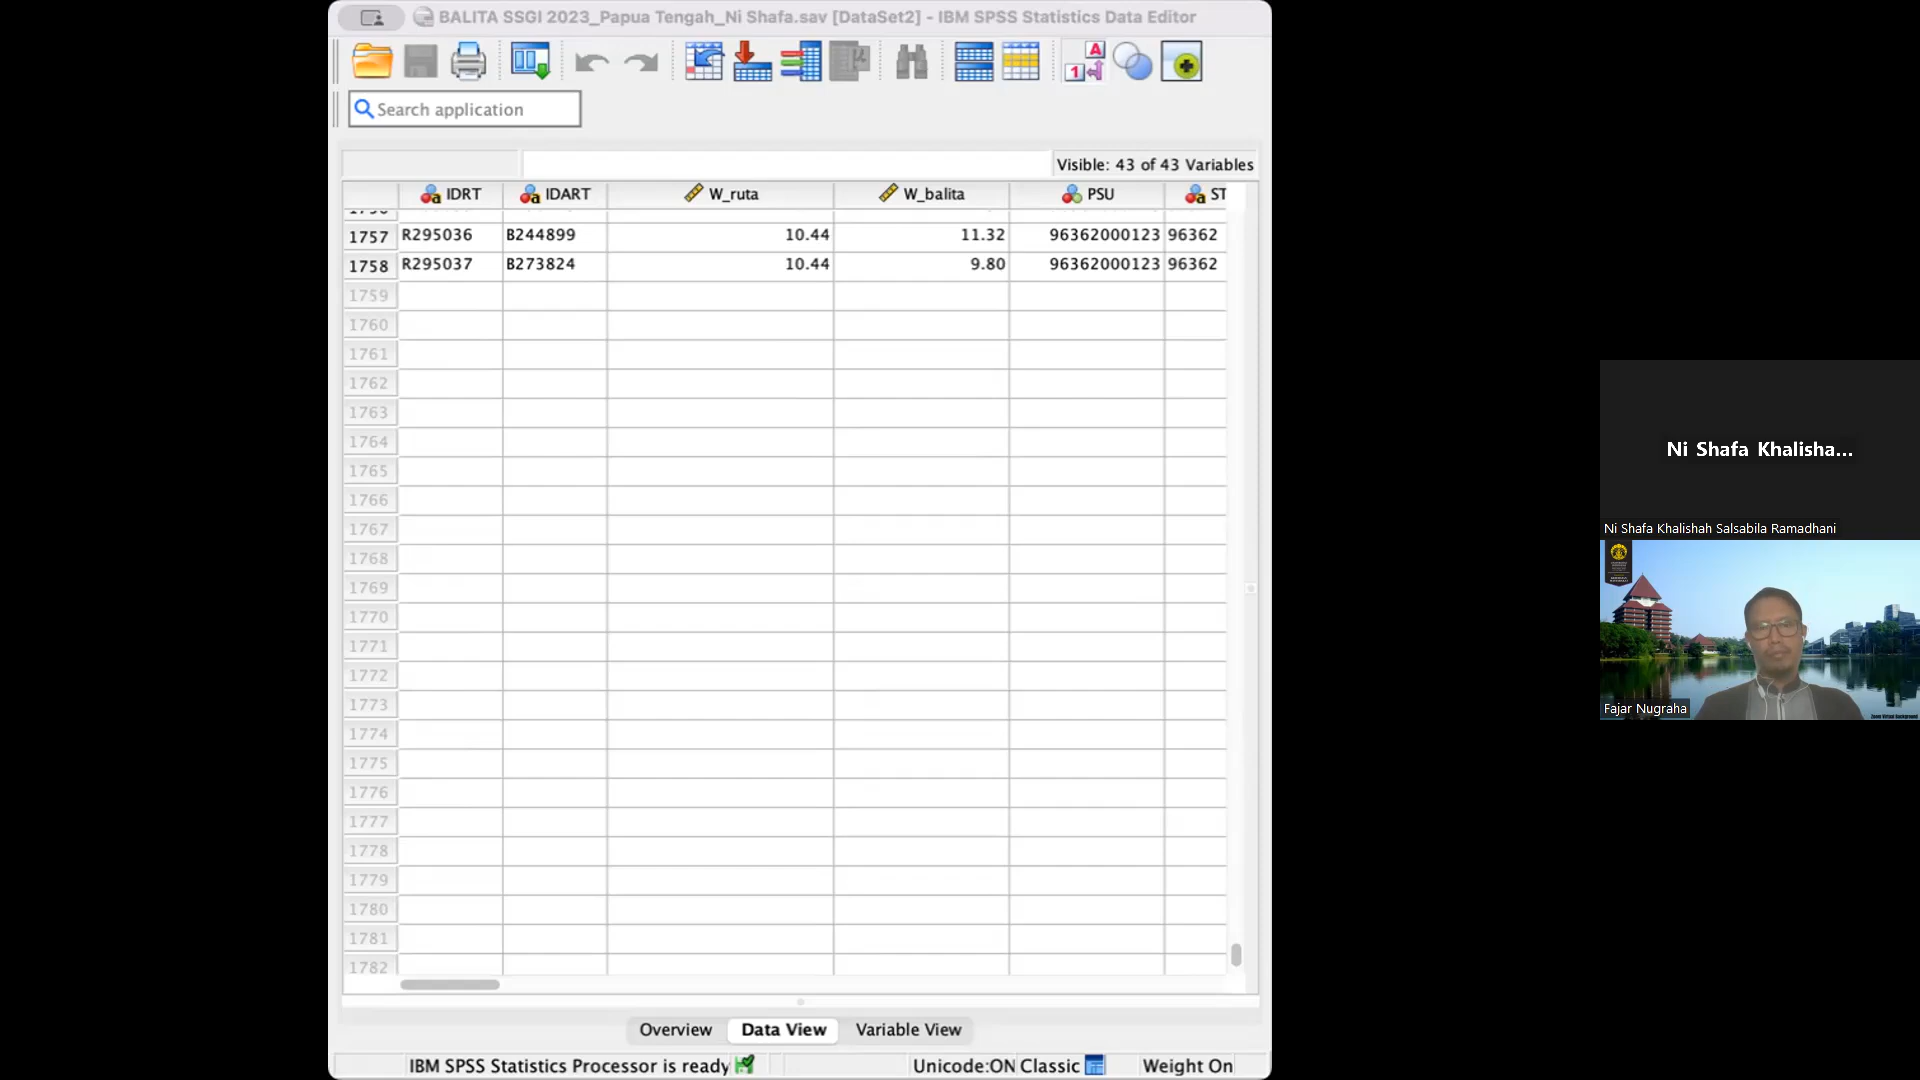 BALITA SSGI 2023_Papua Tengah_Ni Shafa.sav [DataSet2] - IBM SPSS Statistics Data Editor
Search application
Visible: 43 of 43 Variables
IDRT IDART W_ruta W_balita PSU ST
1757 R295036 B244899 10.44 11.32 96362000123 96362
1758 R295037 B273824 10.44 9.80 96362000123 96362
1759
1760
1761
1762
1763
1764
1765
1766
1767
1768
1769
1770
1771
1772
1773
1774
1775
1776
1777
1778
1779
1780
1781
1782
Overview Data View Variable View
IBM SPSS Statistics Processor is ready Unicode:ON Classic Weight On
Ni Shafa Khalisha...
Ni Shafa Khalishah Salsabila Ramadhani
Fajar Nugraha
Zoom Virtual Background